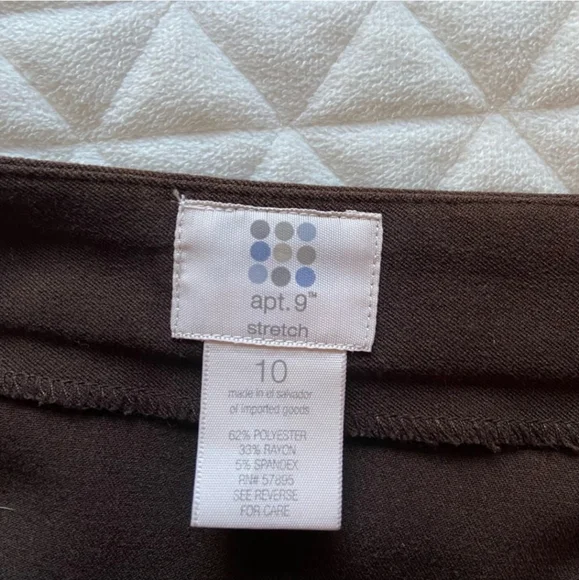 apt.9™
stretch
10
made in el salvador
of imported goods
62% POLYESTER
33% RAYON
5% SPANDEX
RN# 57895
SEE REVERSE
FOR CARE